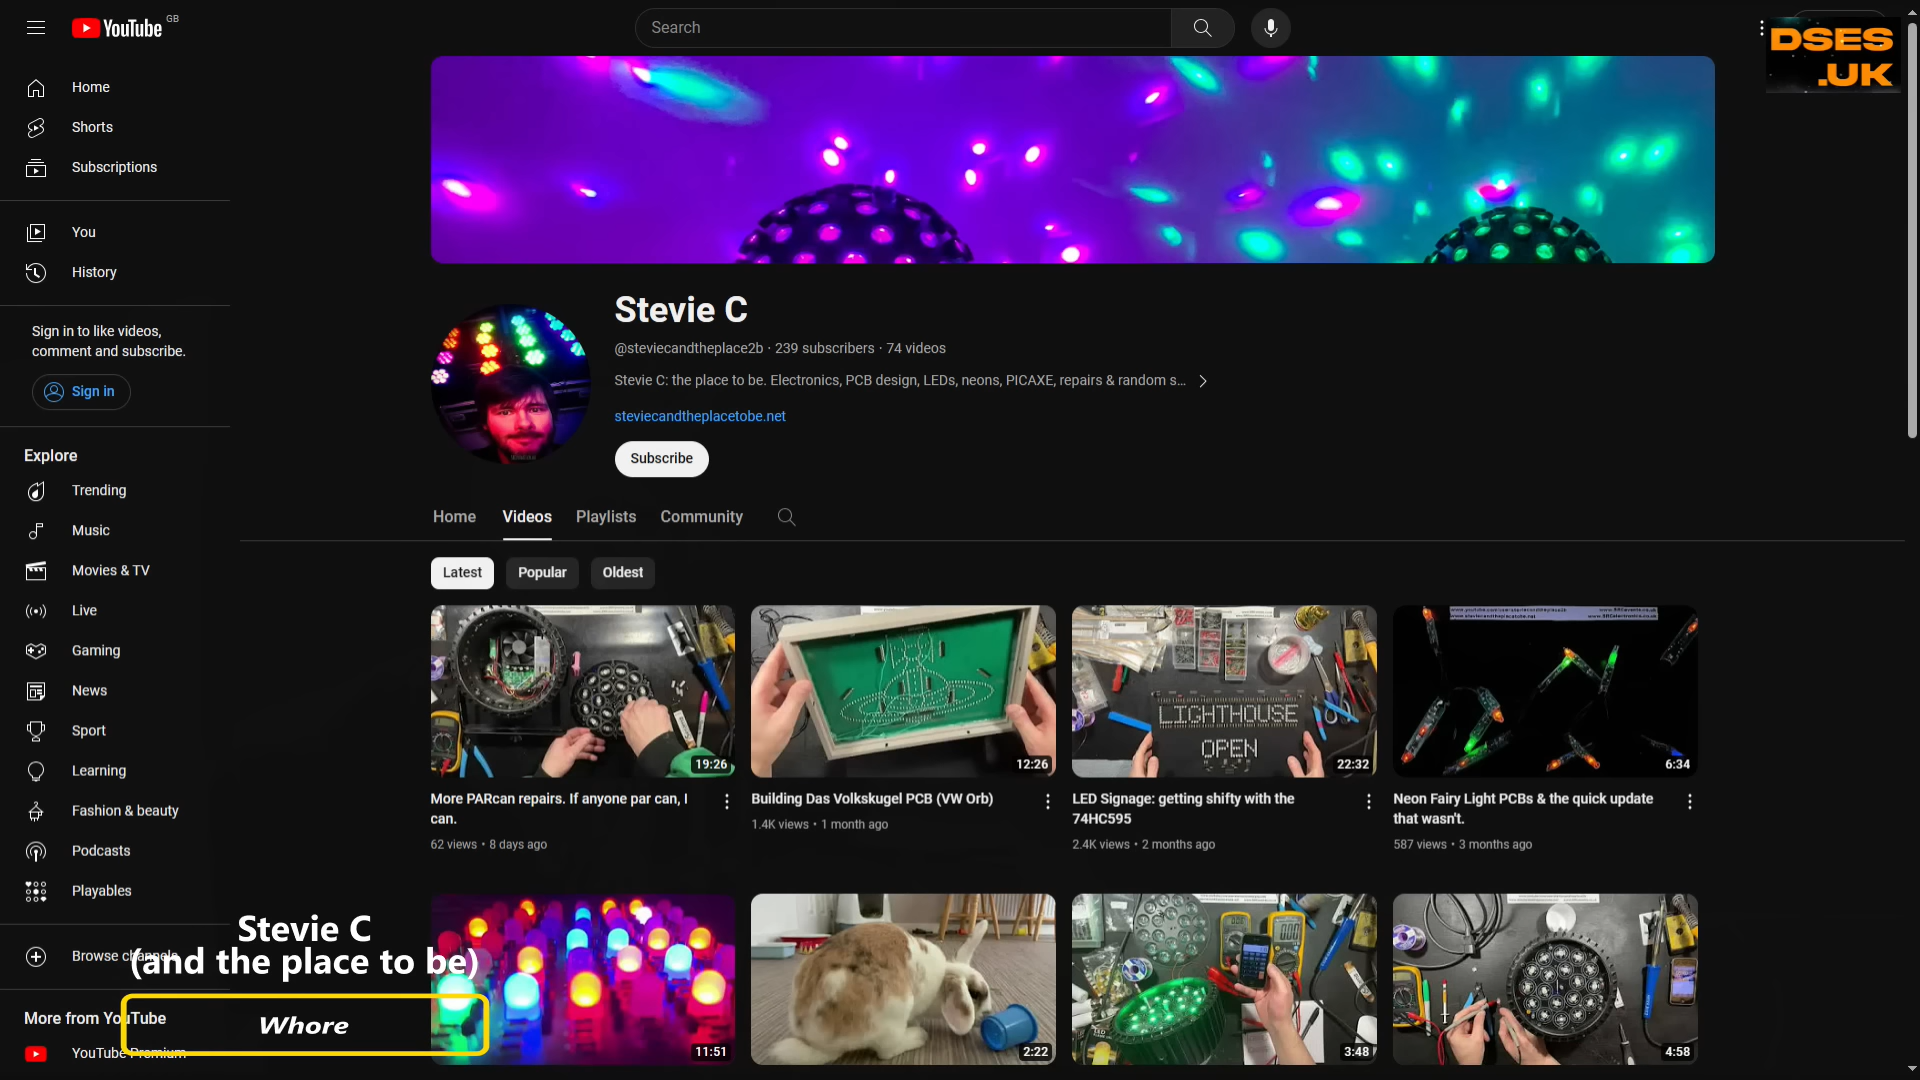 YouTube GB
Search
DSES
.UK
Home
Shorts
Subscriptions
You
History
Sign in to like videos,
comment and subscribe.
Sign in
Explore
Trending
Music
Movies & TV
Live
Gaming
News
Sport
Learning
Fashion & beauty
Podcasts
Playables
Browse channels
More from YouTube
YouTube Premium
Stevie C
@steviecandtheplace2b · 239 subscribers · 74 videos
Stevie C: the place to be. Electronics, PCB design, LEDs, neons, PICAXE, repairs & random s...
steviecandtheplacetobe.net
Subscribe
Home Videos Playlists Community
Latest Popular Oldest
LIGHTHOUSE
OPEN
19:26
12:26
22:32
6:34
More PARcan repairs. If anyone par can, I
can.
62 views • 8 days ago
Building Das Volkskugel PCB (VW Orb)
1.4K views • 1 month ago
LED Signage: getting shifty with the
74HC595
2.4K views • 2 months ago
Neon Fairy Light PCBs & the quick update
that wasn't.
587 views • 3 months ago
11:51
2:22
3:48
4:58
Stevie C
(and the place to be)
Whore